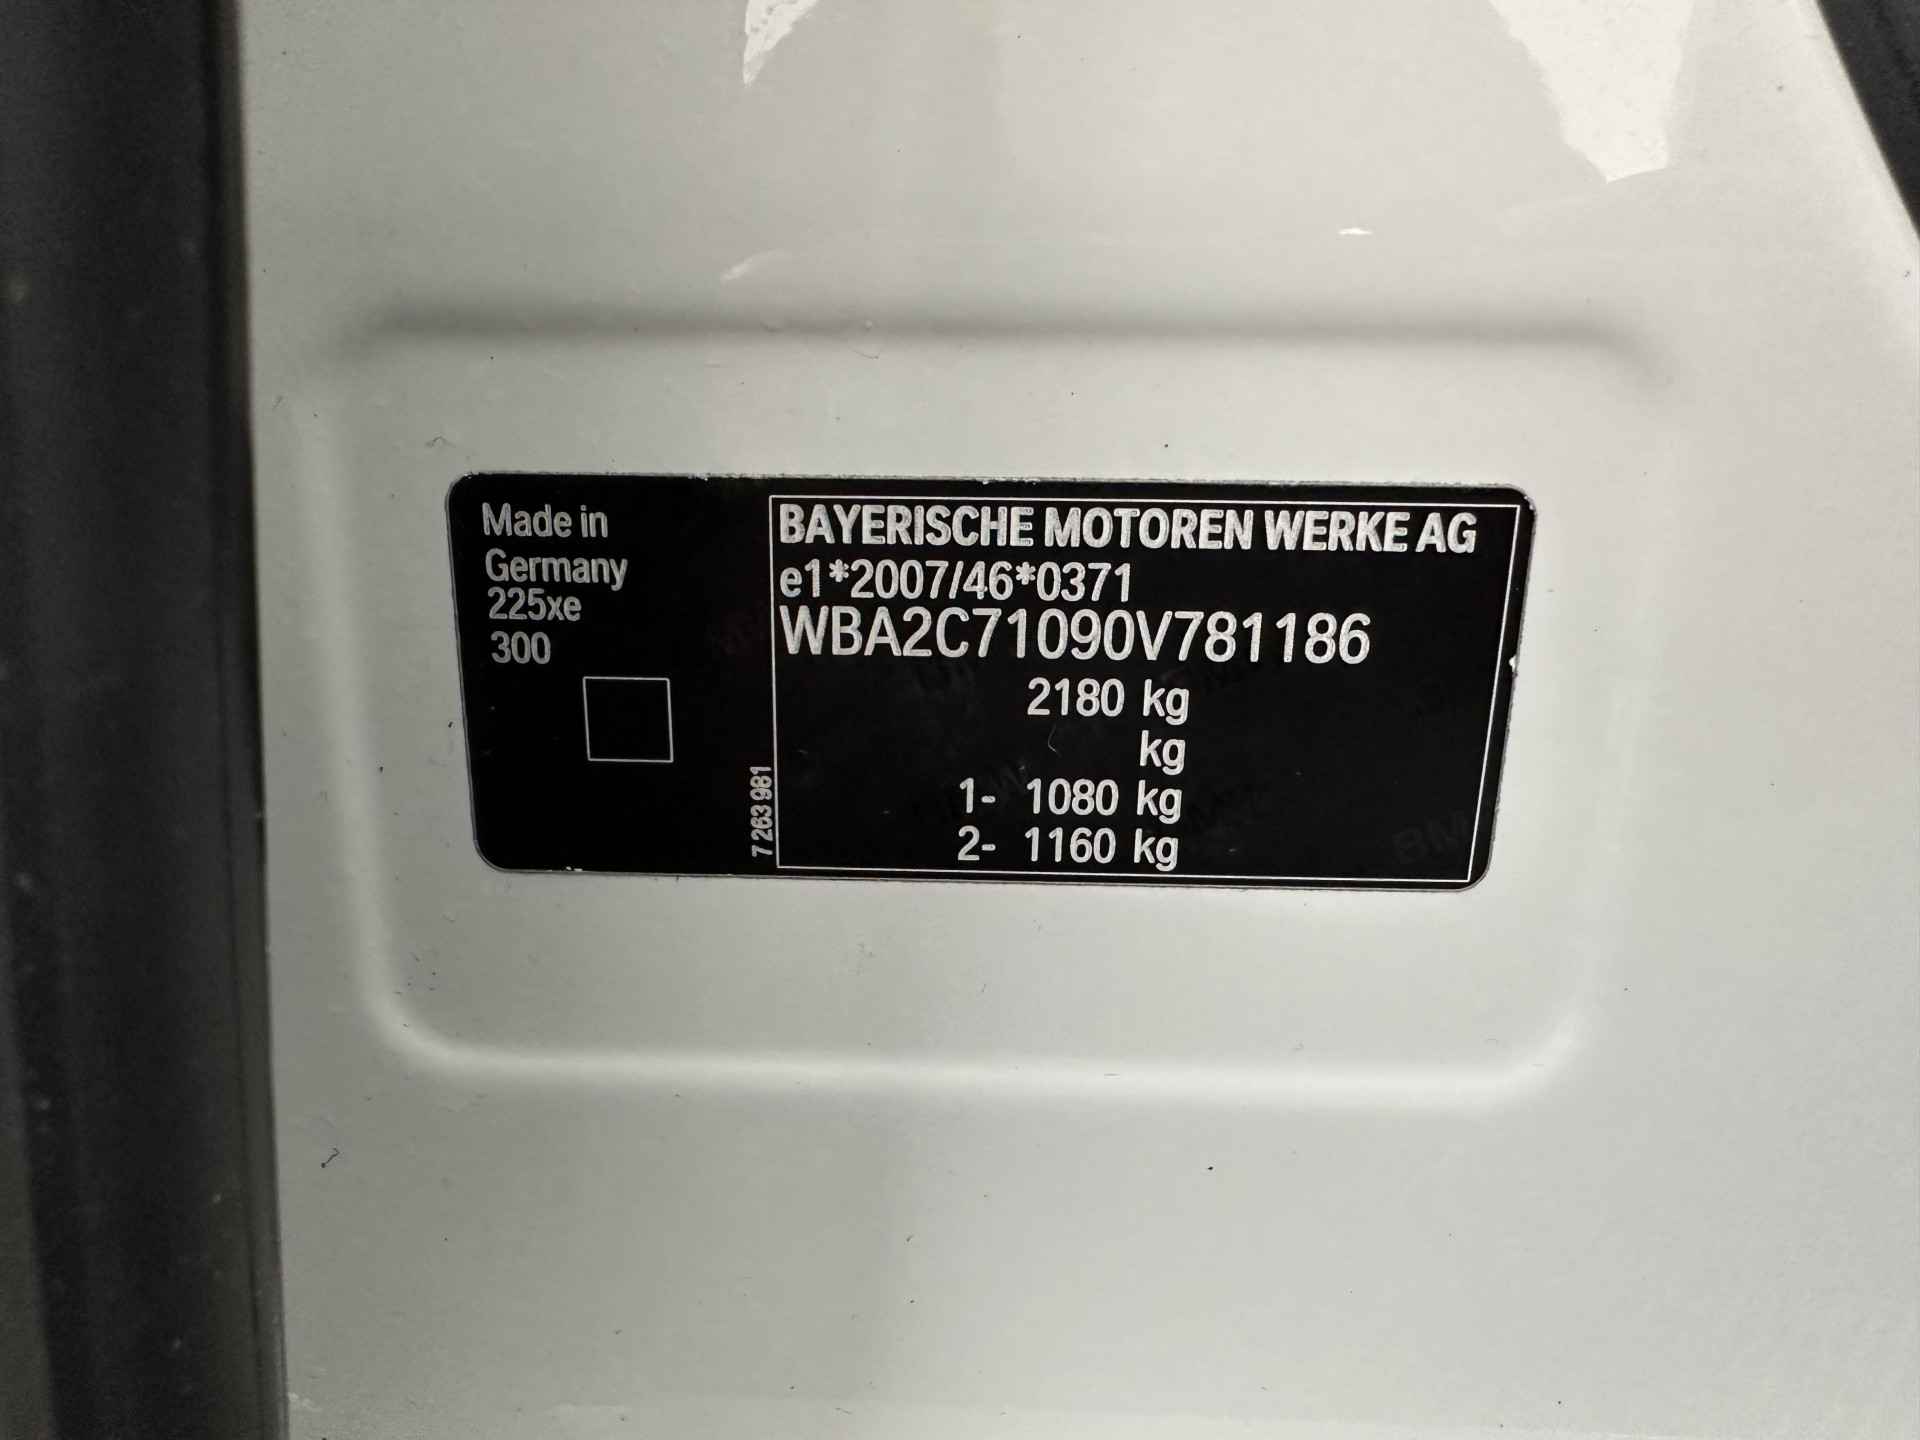 Made in
Germany
225xe
300
7 263 981
BAYERISCHE MOTOREN WERKE AG
e1*2007/46*0371
WBA2C71090V781186
2180 kg
kg
1- 1080 kg
2- 1160 kg